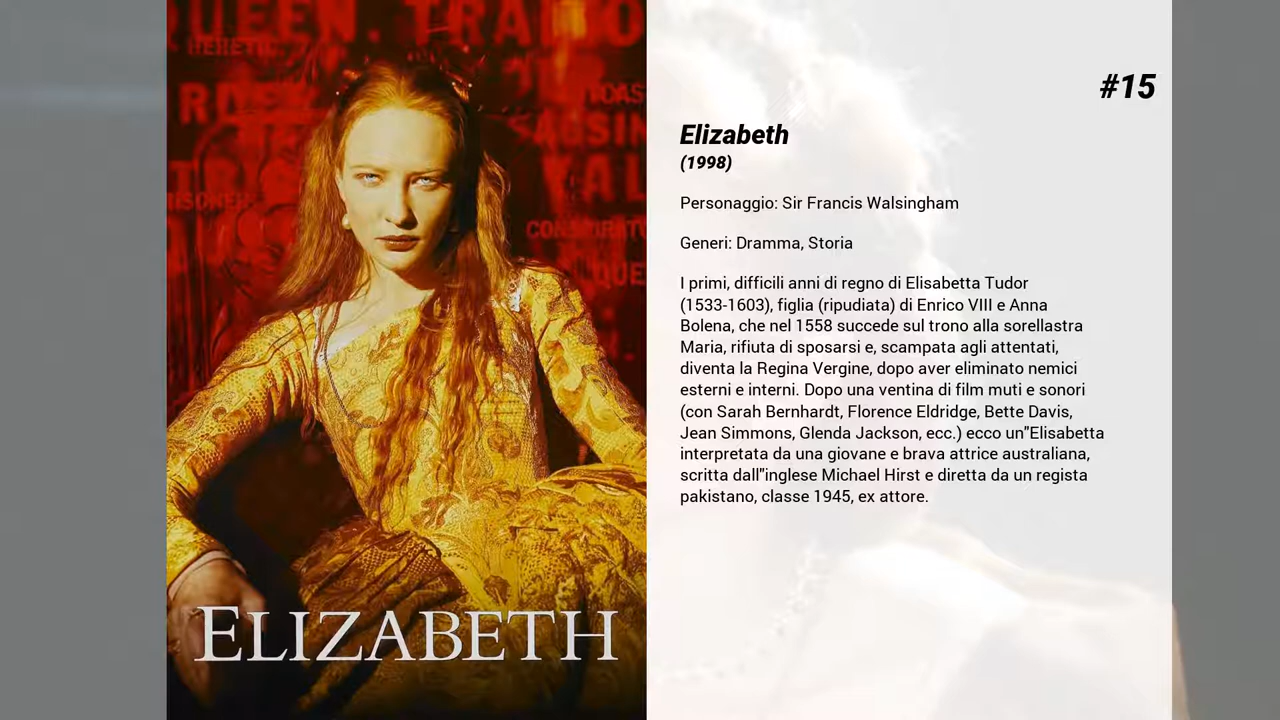 QUEEN. TRAITO
HERETIC.
TOAS
ASSIN
CONSPIRATO
QUE
ELIZABETH
#15
Elizabeth
(1998)
Personaggio: Sir Francis Walsingham
Generi: Dramma, Storia
I primi, difficili anni di regno di Elisabetta Tudor
(1533-1603), figlia (ripudiata) di Enrico VIII e Anna
Bolena, che nel 1558 succede sul trono alla sorellastra
Maria, rifiuta di sposarsi e, scampata agli attentati,
diventa la Regina Vergine, dopo aver eliminato nemici
esterni e interni. Dopo una ventina di film muti e sonori
(con Sarah Bernhardt, Florence Eldridge, Bette Davis,
Jean Simmons, Glenda Jackson, ecc.) ecco un"Elisabetta
interpretata da una giovane e brava attrice australiana,
scritta dall"inglese Michael Hirst e diretta da un regista
pakistano, classe 1945, ex attore.